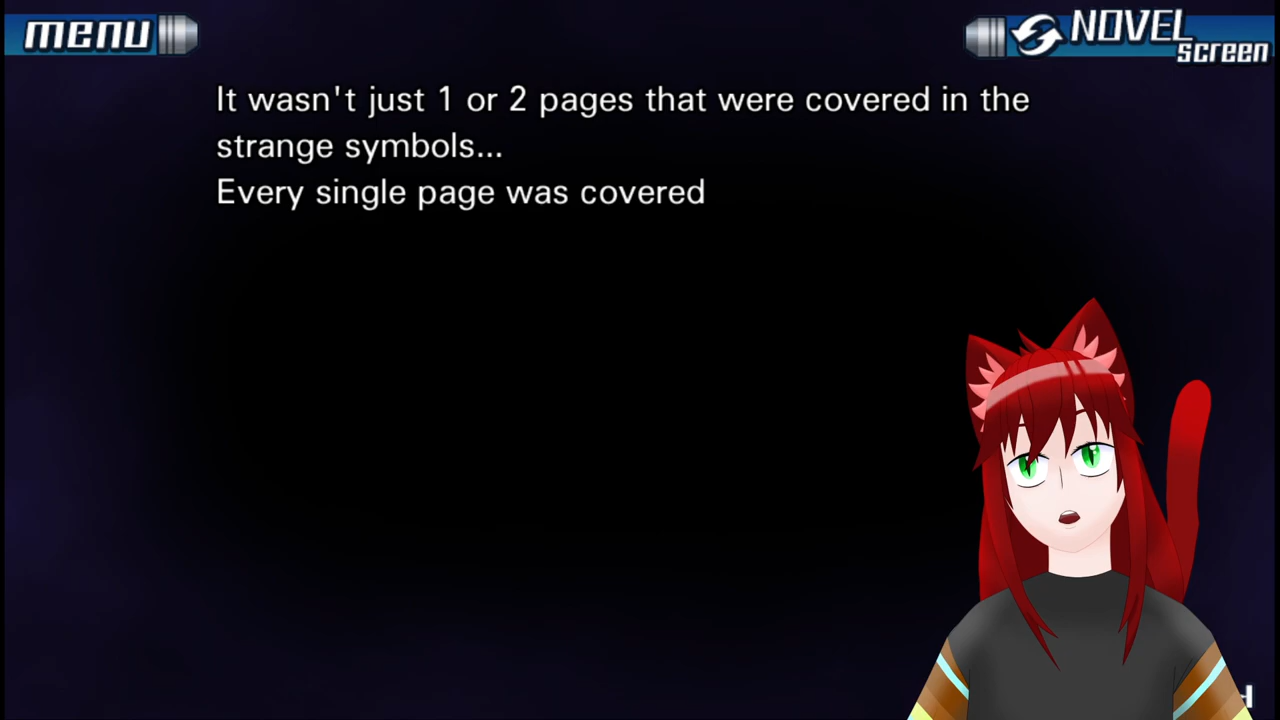 menu
NOVEL
screen
It wasn't just 1 or 2 pages that were covered in the
strange symbols...
Every single page was covered